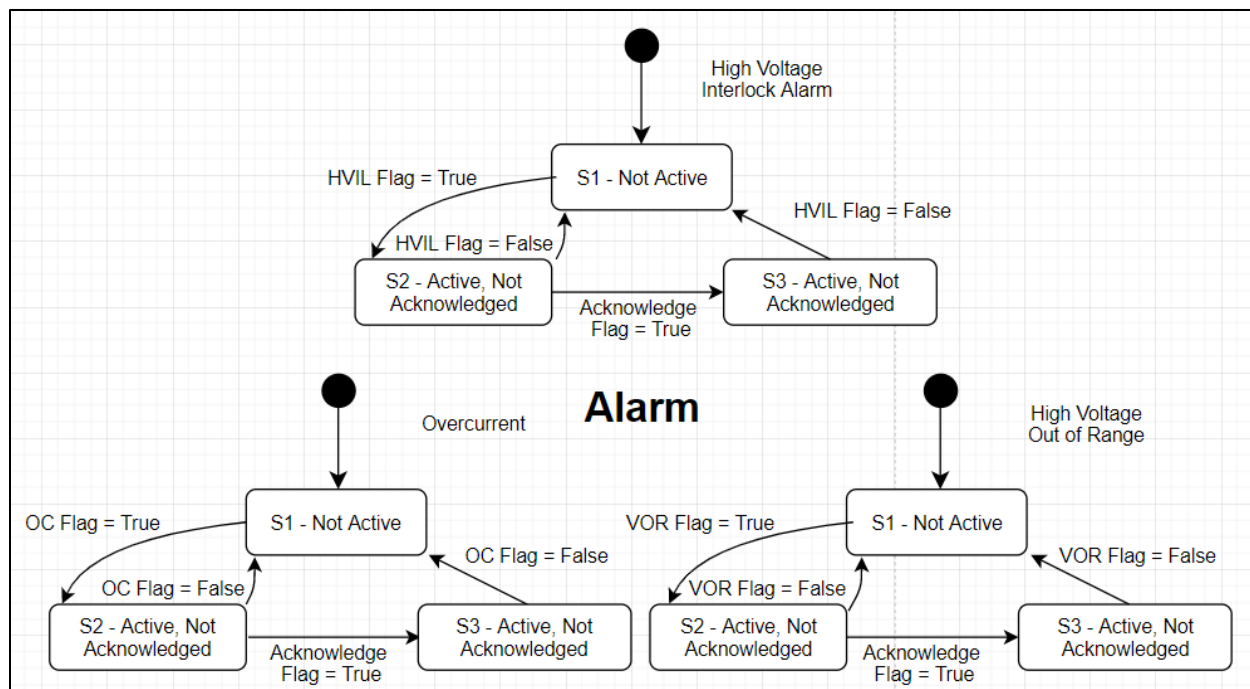 High Voltage
Interlock Alarm
S1 - Not Active
HVIL Flag = True
HVIL Flag = False
HVIL Flag = False
S2 - Active, Not
Acknowledged
Acknowledge
Flag = True
S3 - Active, Not
Acknowledged
Alarm
Overcurrent
S1 - Not Active
OC Flag = True
OC Flag = False
OC Flag = False
S2 - Active, Not
Acknowledged
Acknowledge
Flag = True
S3 - Active, Not
Acknowledged
High Voltage
Out of Range
S1 - Not Active
VOR Flag = True
VOR Flag = False
VOR Flag = False
S2 - Active, Not
Acknowledged
Acknowledge
Flag = True
S3 - Active, Not
Acknowledged